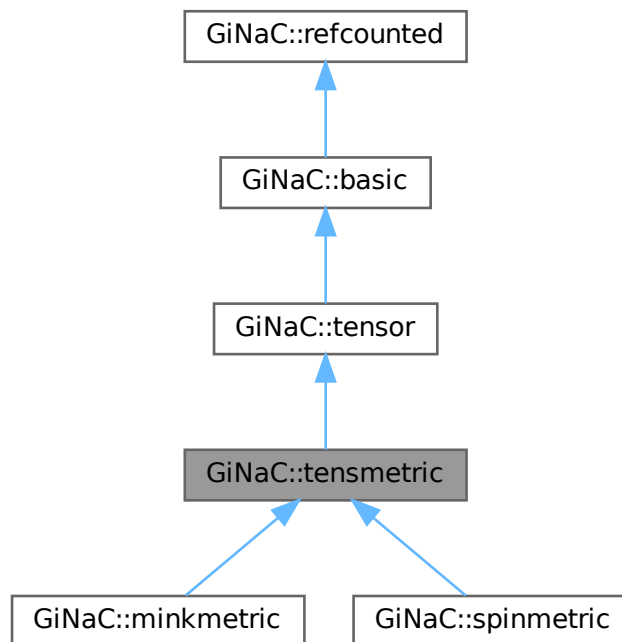 GiNaC::refcounted
GiNaC::basic
GiNaC::tensor
GiNaC::tensmetric
GiNaC::minkmetric
GiNaC::spinmetric